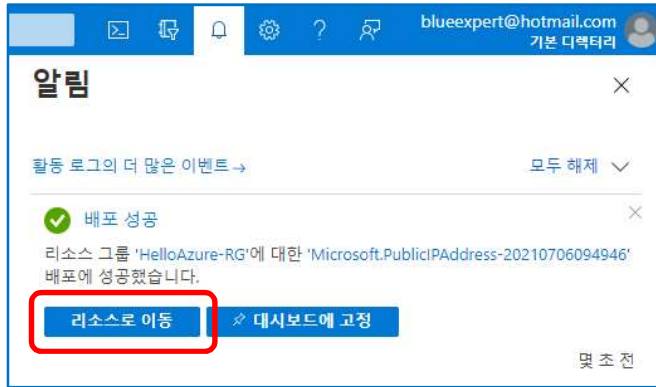 blueexpert@hotmail.com
기본 디렉터리
알림
활동 로그의 더 많은 이벤트 →
모두 해제
배포 성공
리소스 그룹 'HelloAzure-RG'에 대한 'Microsoft.PublicIPAddress-20210706094946'
배포에 성공했습니다.
리소스로 이동
대시보드에 고정
몇 초 전